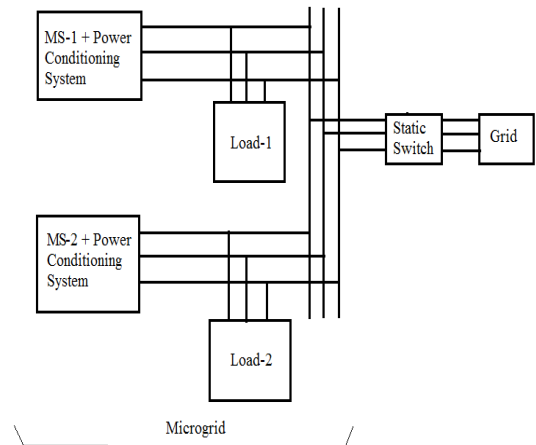 MS-1 + Power
Conditioning
System
Load-1
Static
Switch
Grid
MS-2 + Power
Conditioning
System
Load-2
Microgrid